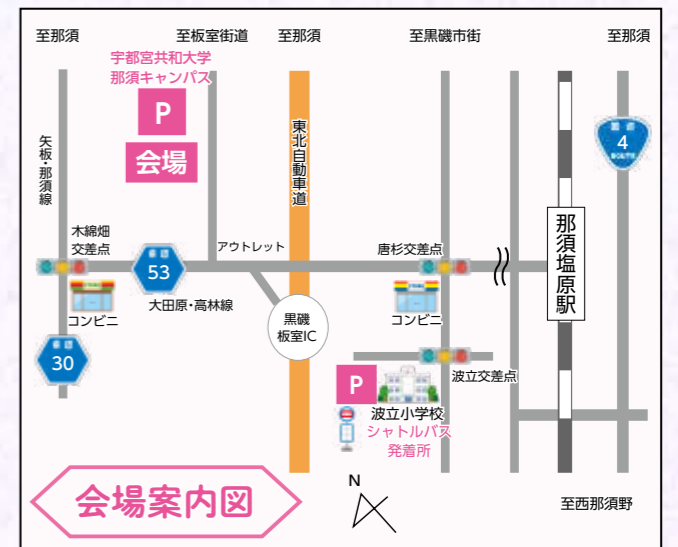 至那須
至板室街道
至那須
至黒磯市街
至那須
宇都宮共和大学
那須キャンパス
P
会場
矢板・那須線
東北自動車道
国道
4
ROUTE
木綿畑
交差点
53
アウトレット
唐杉交差点
那須塩原駅
大田原・高林線
コンビニ
コンビニ
黒磯
板室IC
30
波立交差点
P
波立小学校
シャトルバス
発着所
会場案内図
N
至西那須野